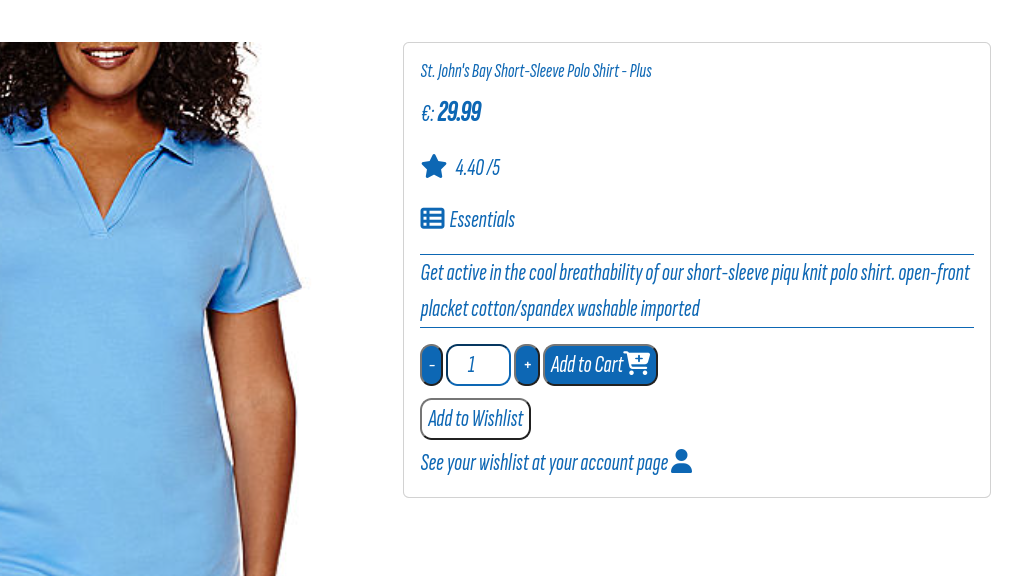 St. John's Bay Short-Sleeve Polo Shirt - Plus
€: 29.99
4.40 /5
Essentials
Get active in the cool breathability of our short-sleeve piqu knit polo shirt. open-front
placket cotton/spandex washable imported
- 1 + Add to Cart
Add to Wishlist
See your wishlist at your account page